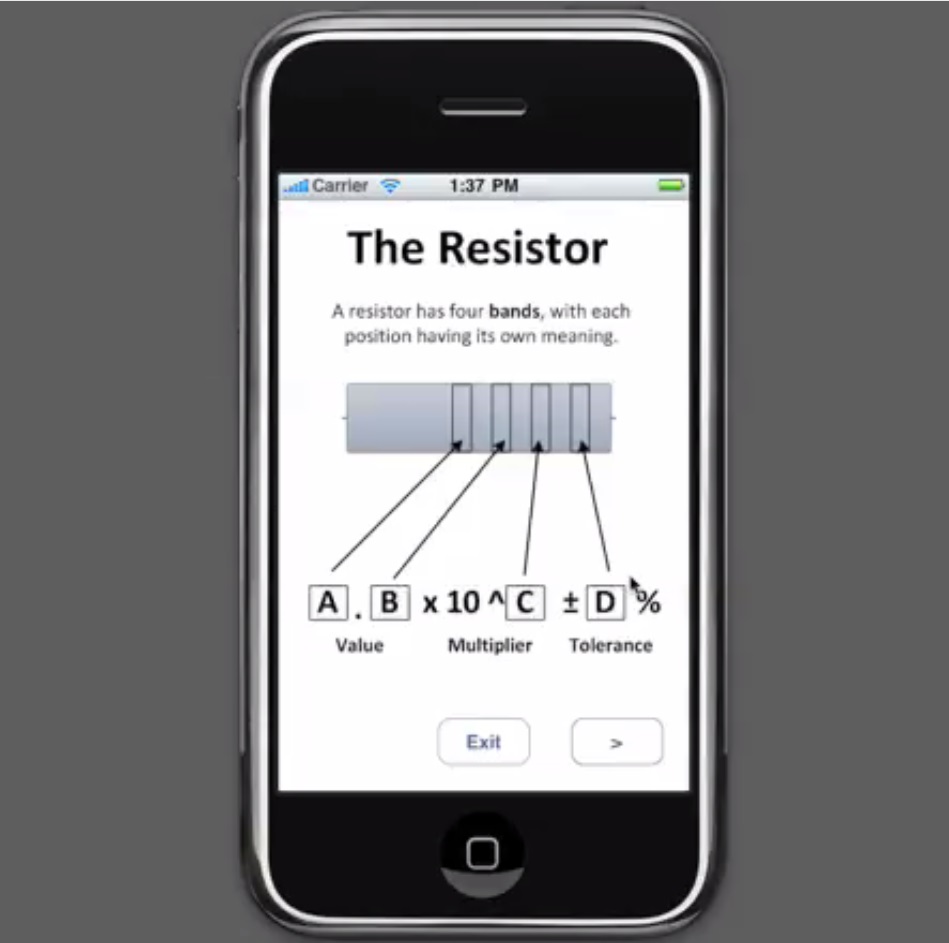 Carrier 1:37 PM
The Resistor
A resistor has four bands, with each
position having its own meaning.
A . B x 10 ^ C ± D %
Value Multiplier Tolerance
Exit >